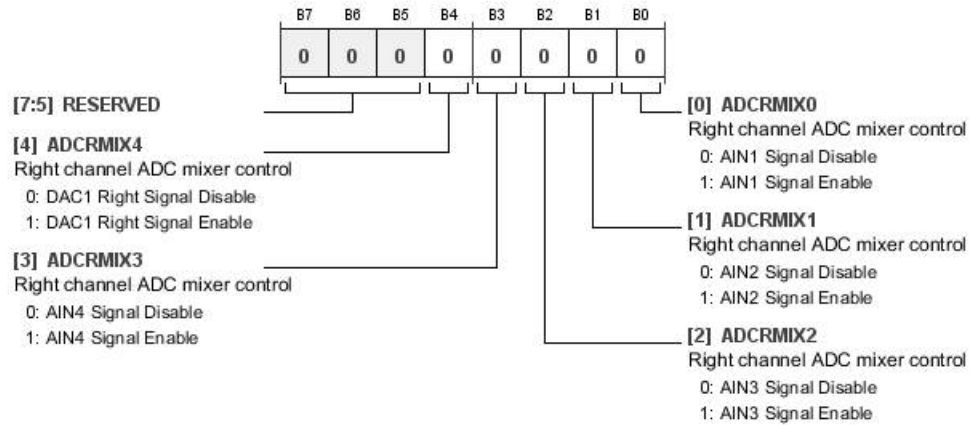 B7 B6 B5 B4 B3 B2 B1 B0
0 0 0 0 0 0 0 0
[7:5] RESERVED
[4] ADCRMIX4
Right channel ADC mixer control
0: DAC1 Right Signal Disable
1: DAC1 Right Signal Enable
[3] ADCRMIX3
Right channel ADC mixer control
0: AIN4 Signal Disable
1: AIN4 Signal Enable
[0] ADCRMIX0
Right channel ADC mixer control
0: AIN1 Signal Disable
1: AIN1 Signal Enable
[1] ADCRMIX1
Right channel ADC mixer control
0: AIN2 Signal Disable
1: AIN2 Signal Enable
[2] ADCRMIX2
Right channel ADC mixer control
0: AIN3 Signal Disable
1: AIN3 Signal Enable